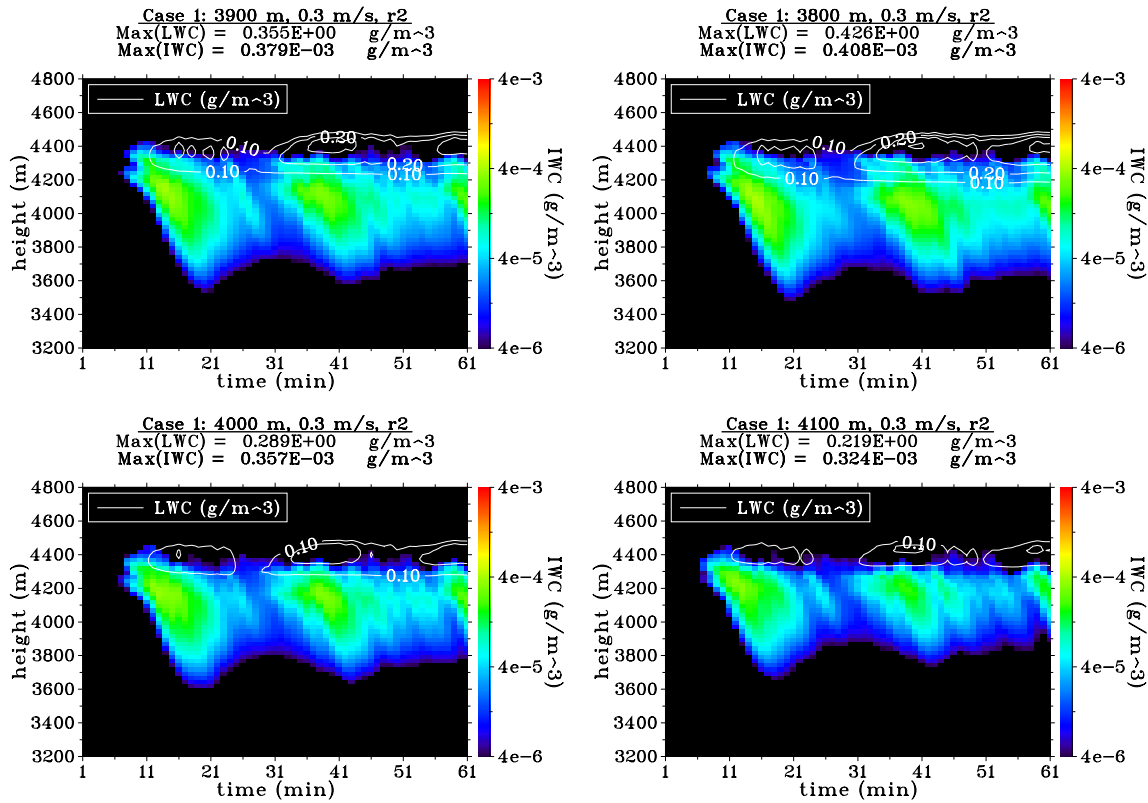 Case 1: 3900 m, 0.3 m/s, r2
Max(LWC) = 0.355E+00 g/m^3
Max(IWC) = 0.379E-03 g/m^3
4800
4600
4400
4200
4000
3800
3600
3400
3200
height (m)
LWC (g/m^3)
0.10
0.20
0.20
0.10
0.10
1
11
21
31
41
51
61
time (min)
4e-3
4e-4
4e-5
4e-6
IWC (g/m^3)
Case 1: 3800 m, 0.3 m/s, r2
Max(LWC) = 0.426E+00 g/m^3
Max(IWC) = 0.408E-03 g/m^3
4800
4600
4400
4200
4000
3800
3600
3400
3200
height (m)
LWC (g/m^3)
0.10
0.20
0.20
0.10
0.10
1
11
21
31
41
51
61
time (min)
4e-3
4e-4
4e-5
4e-6
IWC (g/m^3)
Case 1: 4000 m, 0.3 m/s, r2
Max(LWC) = 0.289E+00 g/m^3
Max(IWC) = 0.357E-03 g/m^3
4800
4600
4400
4200
4000
3800
3600
3400
3200
height (m)
LWC (g/m^3)
0.10
0.10
1
11
21
31
41
51
61
time (min)
4e-3
4e-4
4e-5
4e-6
IWC (g/m^3)
Case 1: 4100 m, 0.3 m/s, r2
Max(LWC) = 0.219E+00 g/m^3
Max(IWC) = 0.324E-03 g/m^3
4800
4600
4400
4200
4000
3800
3600
3400
3200
height (m)
LWC (g/m^3)
0.10
1
11
21
31
41
51
61
time (min)
4e-3
4e-4
4e-5
4e-6
IWC (g/m^3)